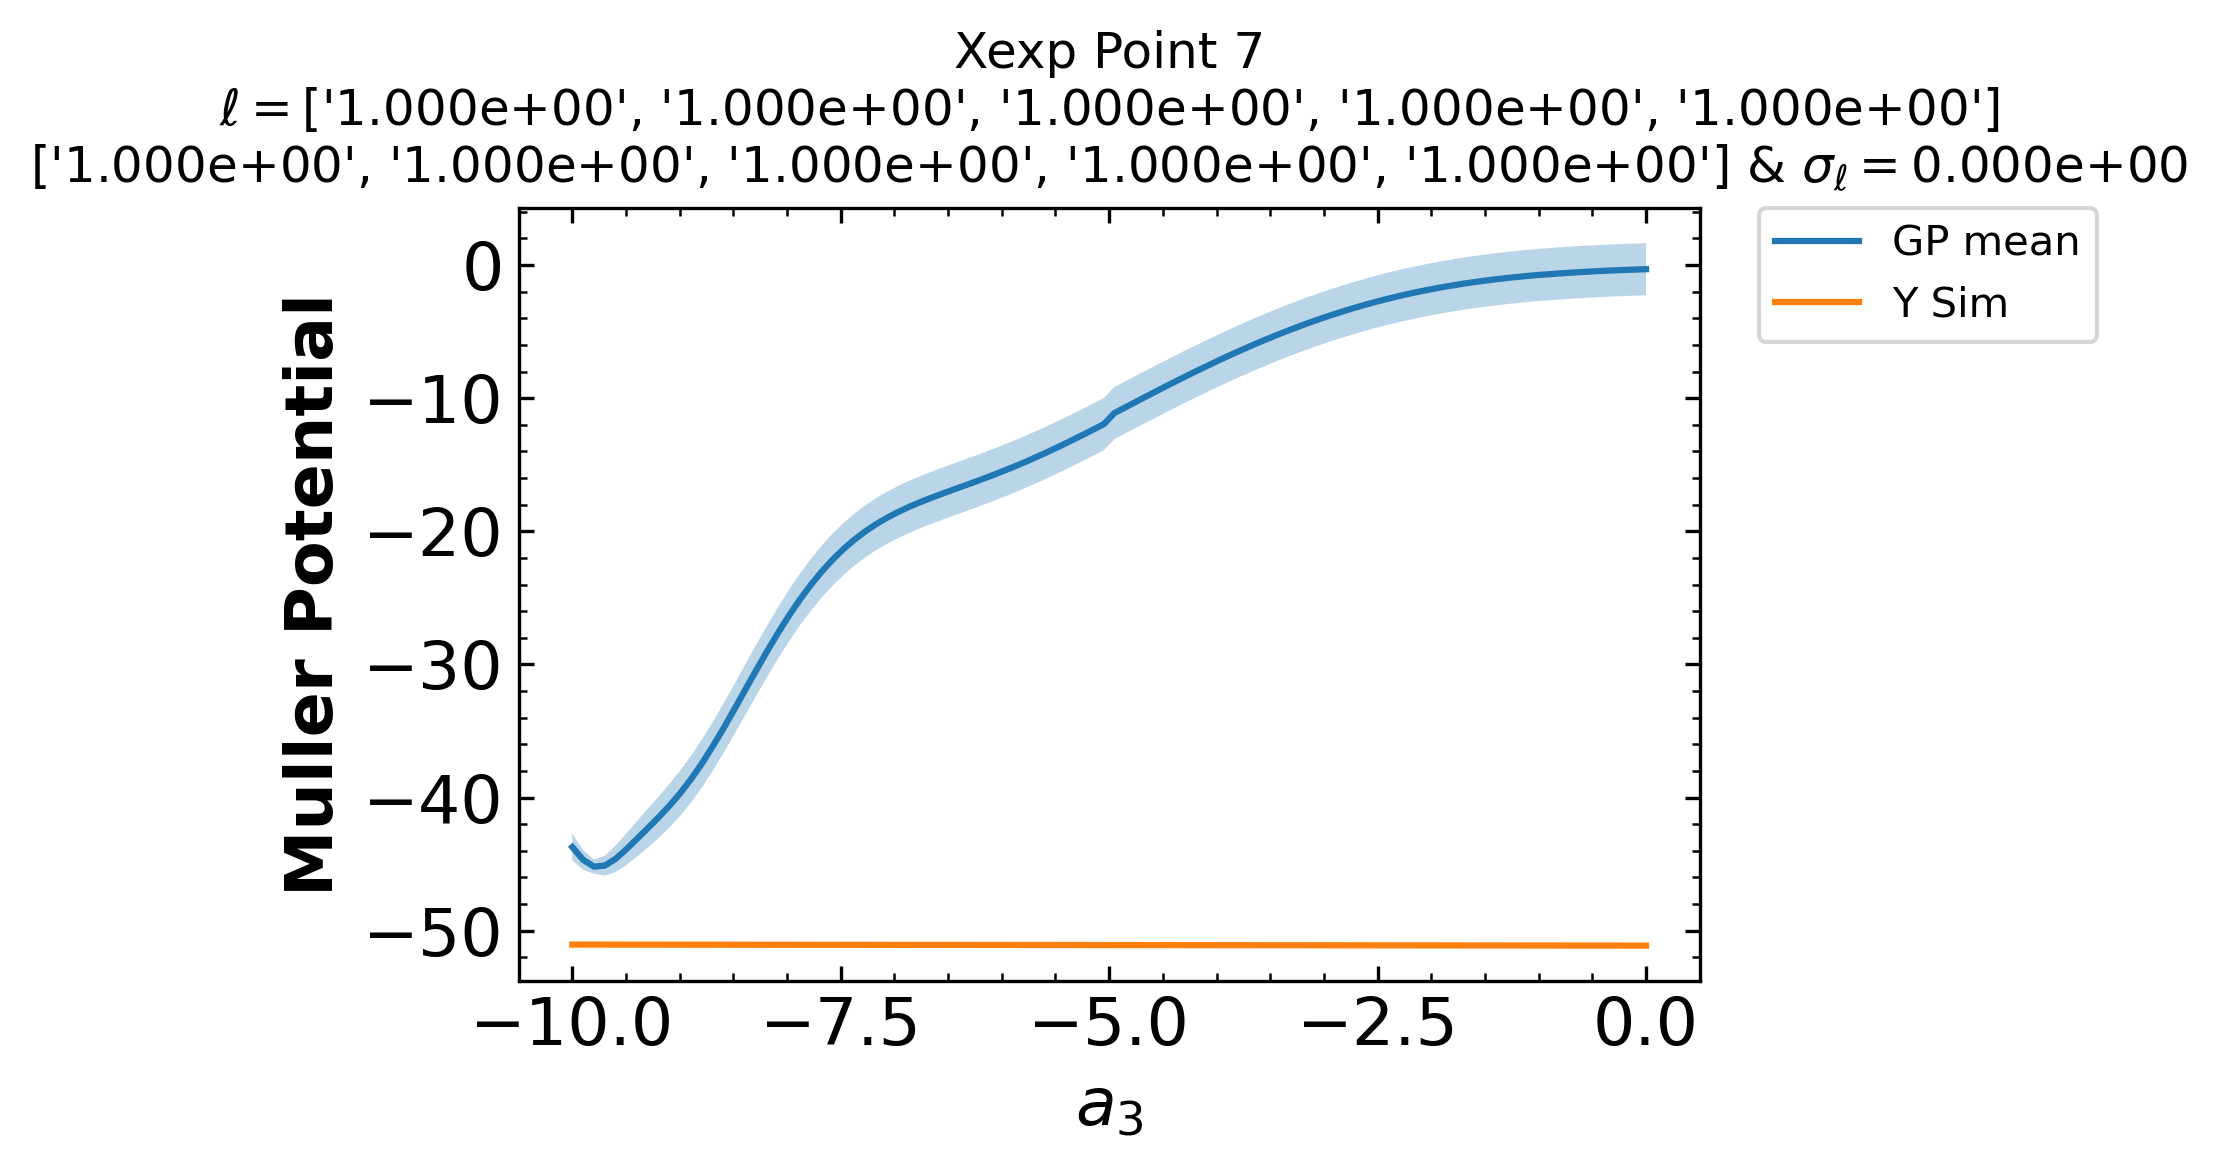 Xexp Point 7
ℓ = ['1.000e+00', '1.000e+00', '1.000e+00', '1.000e+00', '1.000e+00']
['1.000e+00', '1.000e+00', '1.000e+00', '1.000e+00', '1.000e+00'] & σ_ℓ = 0.000e+00
GP mean
Y Sim
Muller Potential
0
−10
−20
−30
−40
−50
−10.0 −7.5 −5.0 −2.5 0.0
a_3